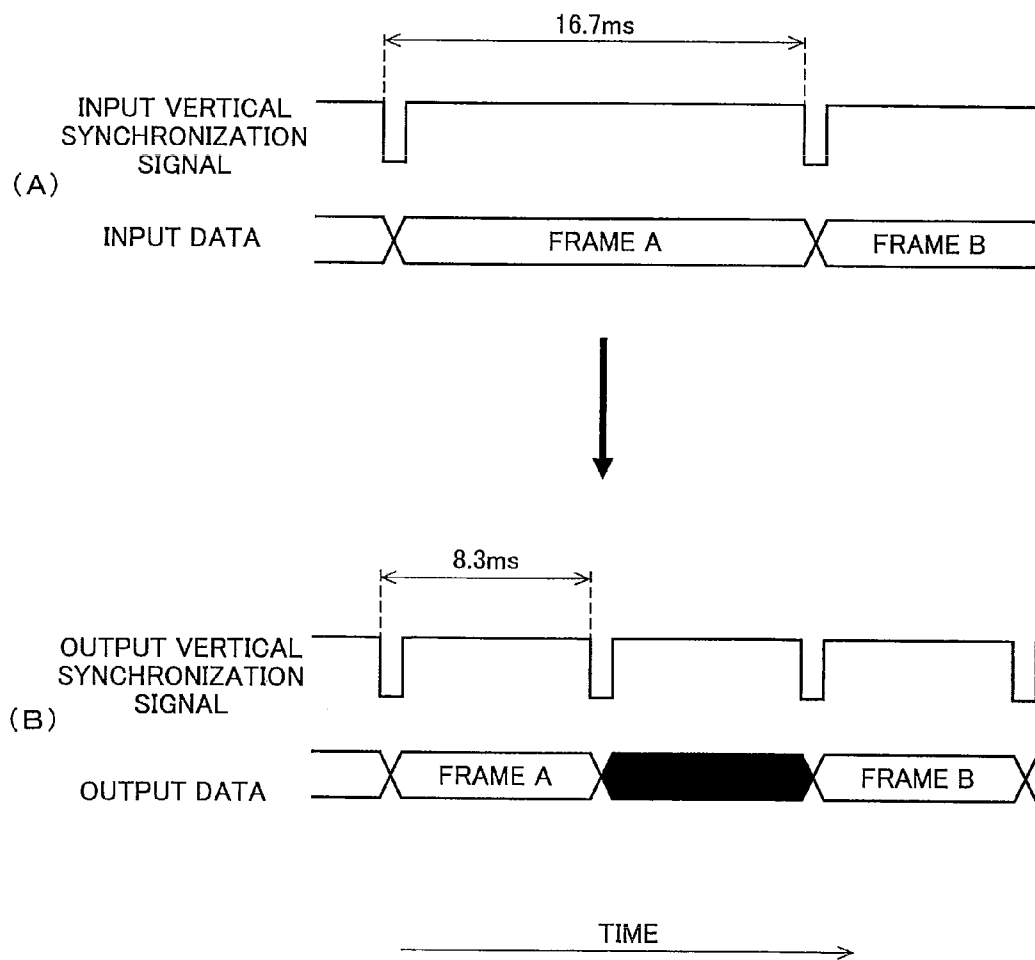 16.7ms
INPUT VERTICAL
SYNCHRONIZATION
SIGNAL
(A)
INPUT DATA
FRAME A
FRAME B
8.3ms
OUTPUT VERTICAL
SYNCHRONIZATION
SIGNAL
(B)
OUTPUT DATA
FRAME A
FRAME B
TIME